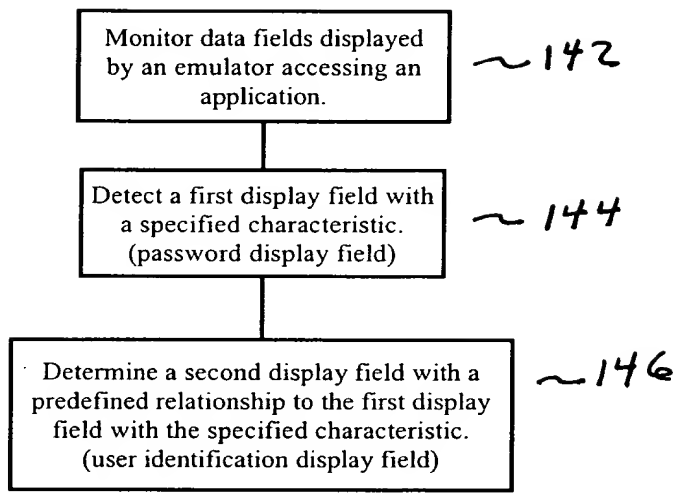 Monitor data fields displayed
by an emulator accessing an
application.
142
Detect a first display field with
a specified characteristic.
(password display field)
144
Determine a second display field with a
predefined relationship to the first display
field with the specified characteristic.
(user identification display field)
146